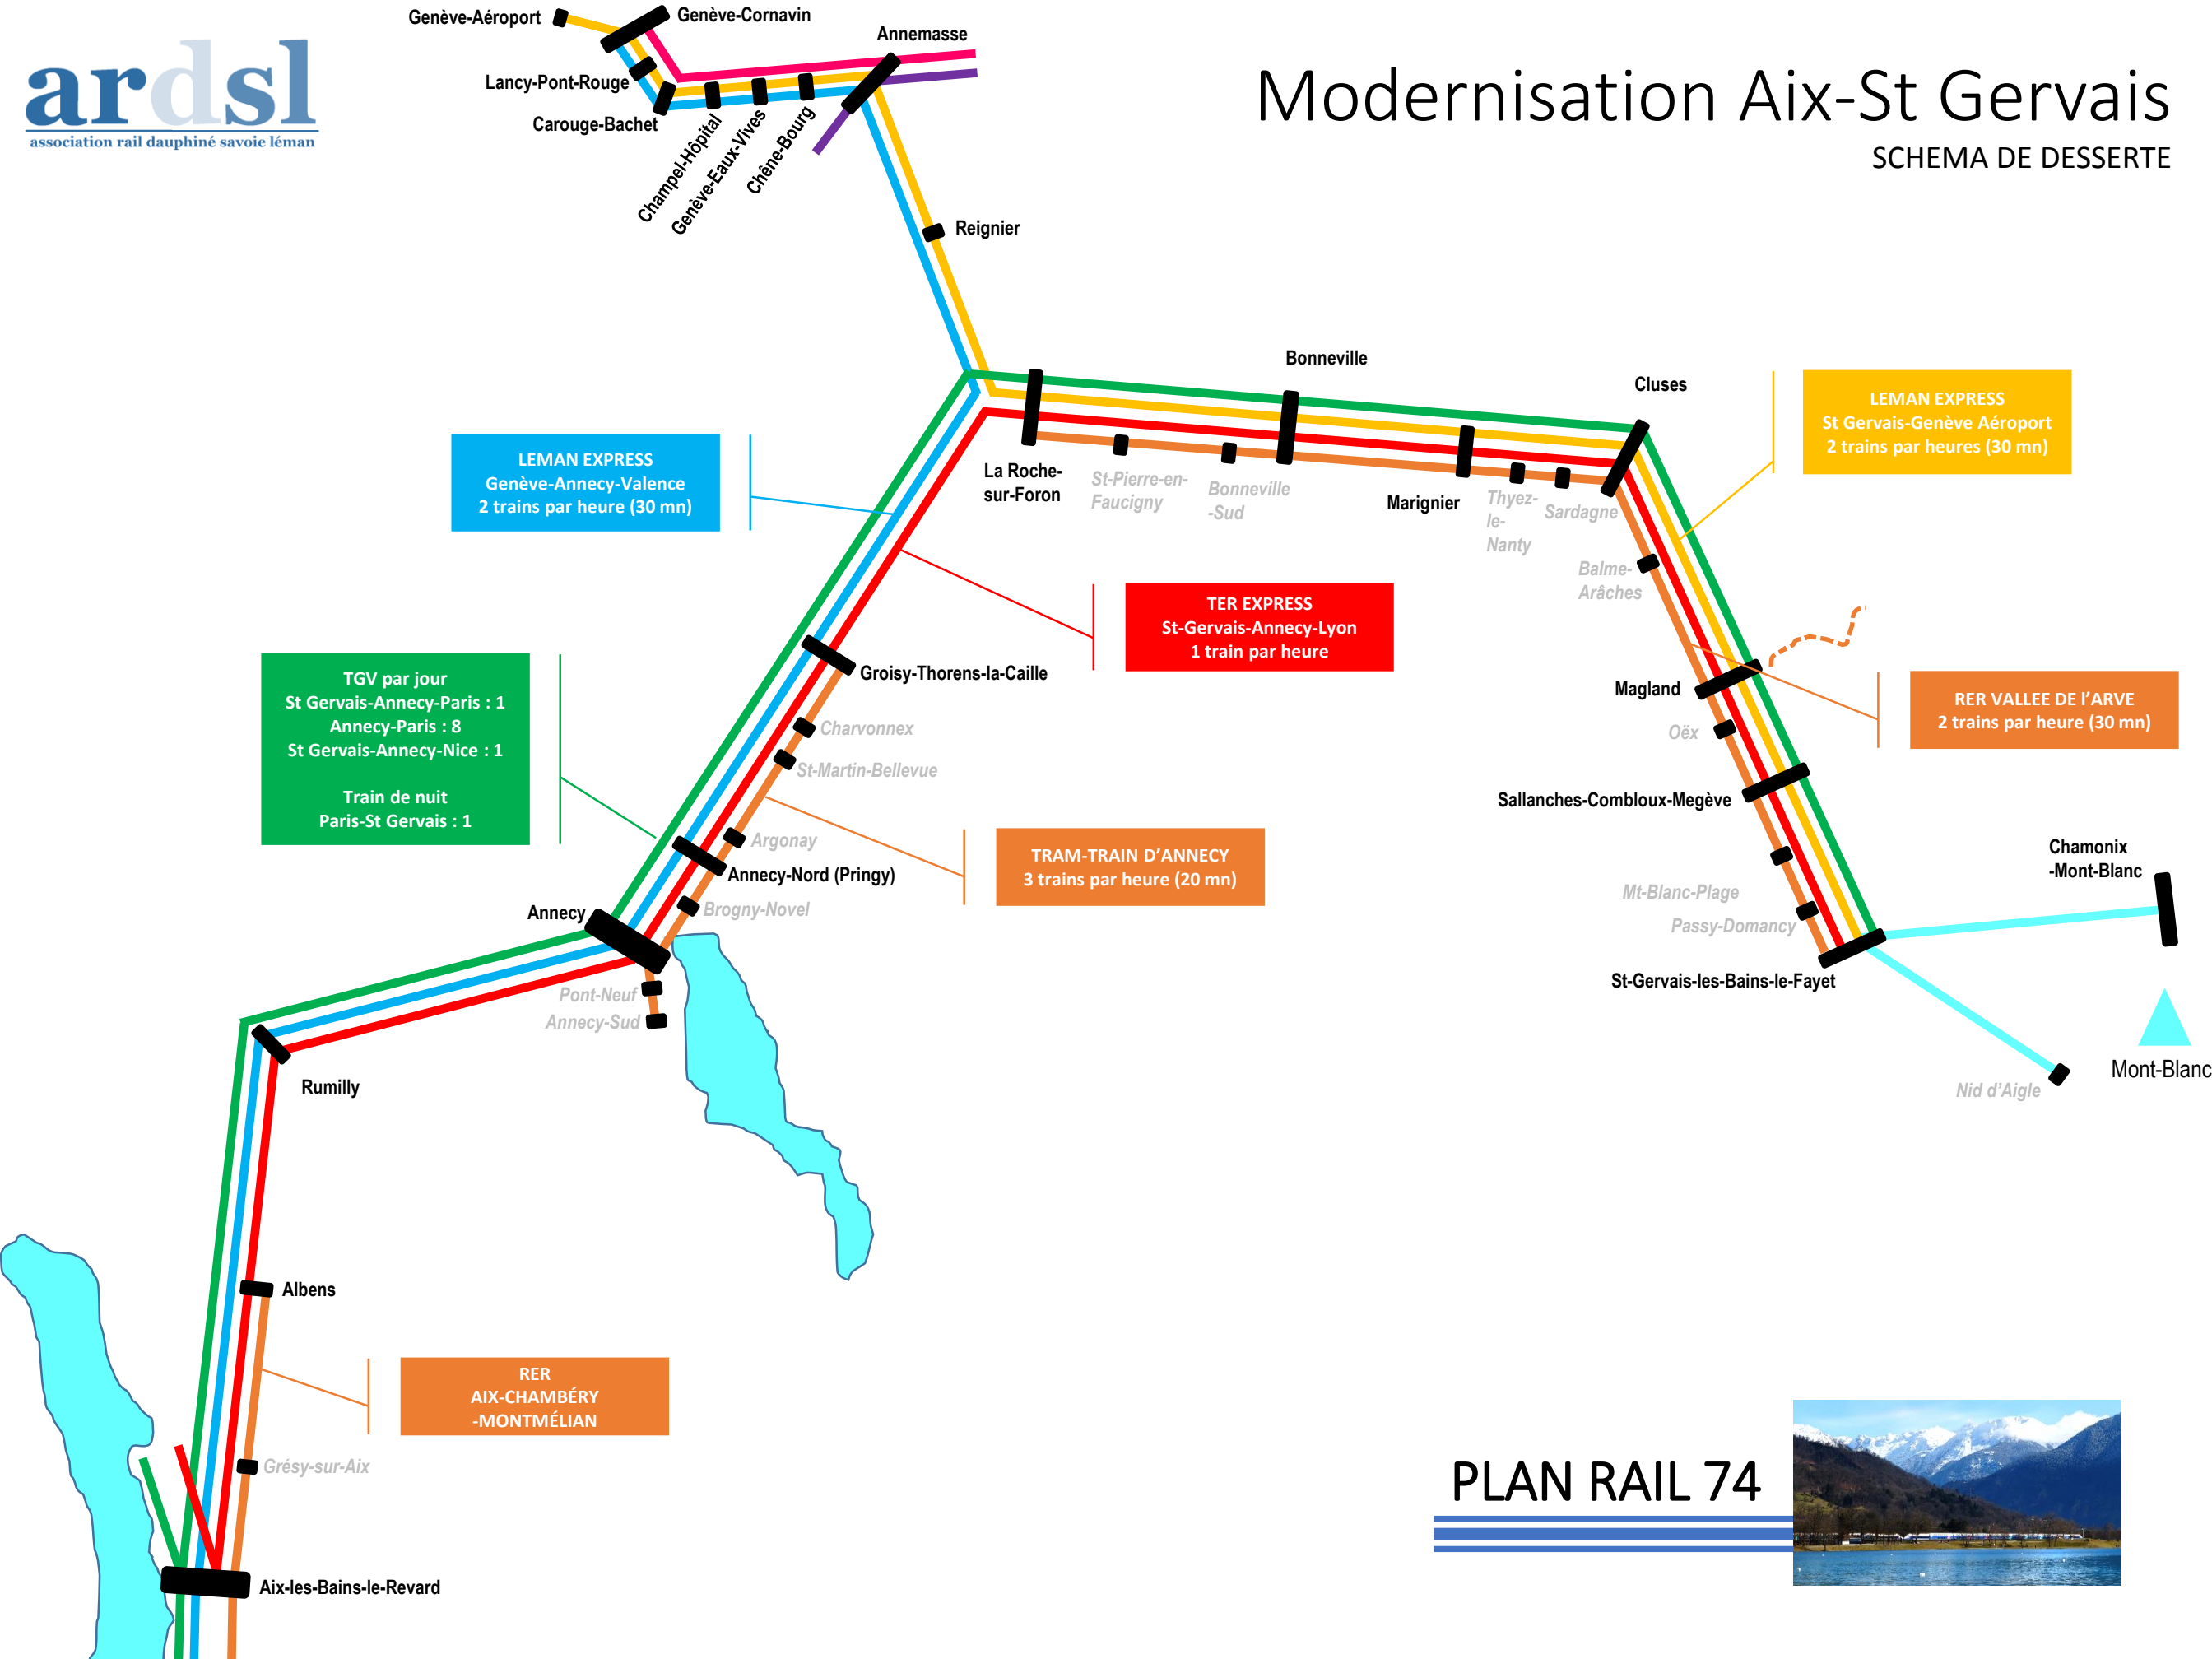 ardsl
association rail dauphiné savoie léman
Modernisation Aix-St Gervais
SCHEMA DE DESSERTE
Genève-Aéroport
Genève-Cornavin
Annemasse
Lancy-Pont-Rouge
Carouge-Bachet
Champel-Hôpital
Genève-Eaux-Vives
Chêne-Bourg
Reignier
Bonneville
Cluses
LEMAN EXPRESS
St Gervais-Genève Aéroport
2 trains par heures (30 mn)
LEMAN EXPRESS
Genève-Annecy-Valence
2 trains par heure (30 mn)
La Roche-
sur-Foron
St-Pierre-en-
Faucigny
Bonneville
-Sud
Marignier
Thyez-
le-
Nanty
Sardagne
Balme-
Arâches
TER EXPRESS
St-Gervais-Annecy-Lyon
1 train par heure
TGV par jour
St Gervais-Annecy-Paris : 1
Annecy-Paris : 8
St Gervais-Annecy-Nice : 1
Train de nuit
Paris-St Gervais : 1
Groisy-Thorens-la-Caille
Magland
RER VALLEE DE l'ARVE
2 trains par heure (30 mn)
Charvonnex
Oëx
St-Martin-Bellevue
Sallanches-Combloux-Megève
Argonay
TRAM-TRAIN D'ANNECY
3 trains par heure (20 mn)
Chamonix
-Mont-Blanc
Annecy-Nord (Pringy)
Mt-Blanc-Plage
Annecy
Brogny-Novel
Passy-Domancy
St-Gervais-les-Bains-le-Fayet
Pont-Neuf
Annecy-Sud
Mont-Blanc
Nid d'Aigle
Rumilly
Albens
RER
AIX-CHAMBÉRY
-MONTMÉLIAN
Grésy-sur-Aix
PLAN RAIL 74
Aix-les-Bains-le-Revard